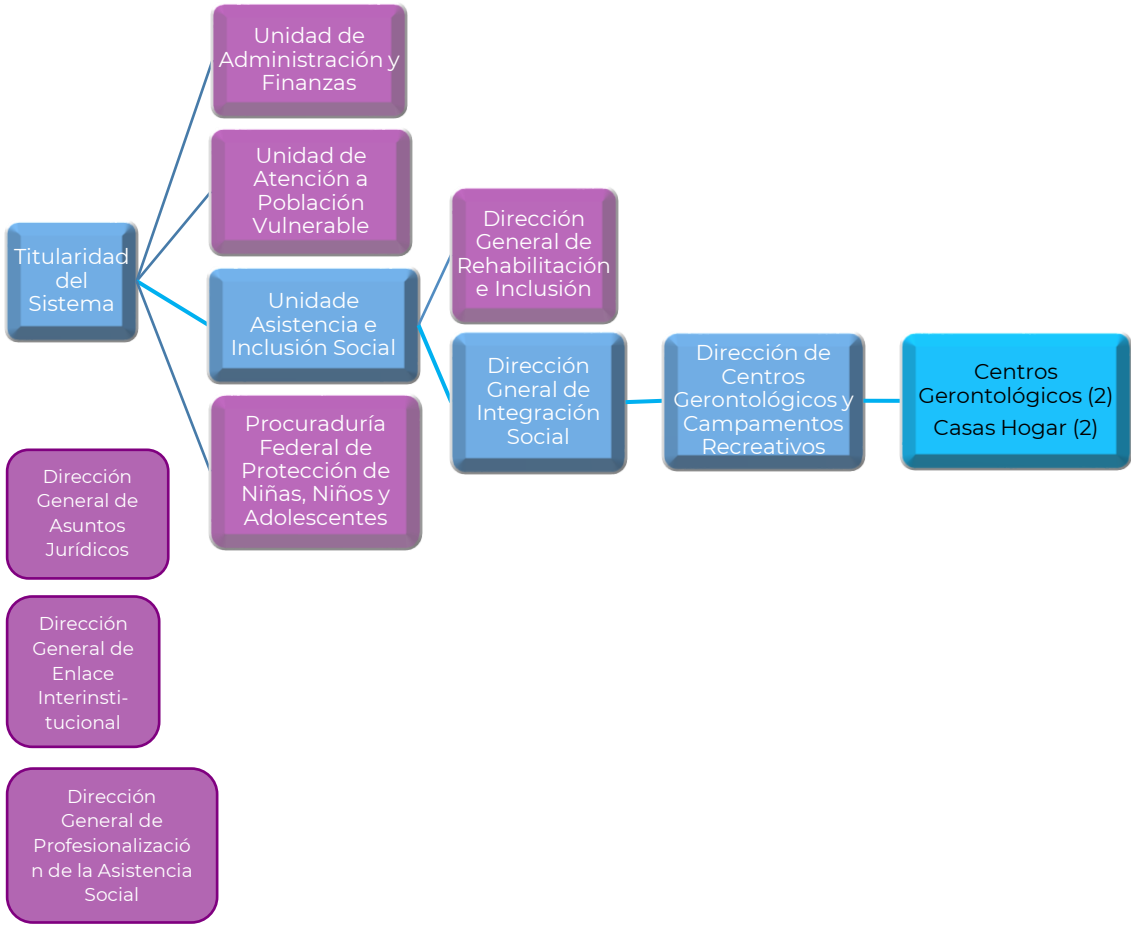 Unidad de
Administración y
Finanzas
Unidad de
Atención a
Población
Vulnerable
Titularidad
del
Sistema
Unidade
Asistencia e
Inclusión Social
Procuraduría
Federal de
Protección de
Niñas, Niños y
Adolescentes
Dirección
General de
Rehabilitación
e Inclusión
Dirección
Gneral de
Integración
Social
Dirección de
Centros
Gerontológicos y
Campamentos
Recreativos
Centros
Gerontológicos (2)
Casas Hogar (2)
Dirección
General de
Asuntos
Jurídicos
Dirección
General de
Enlace
Interinsti-
tucional
Dirección
General de
Profesionalizació
n de la Asistencia
Social